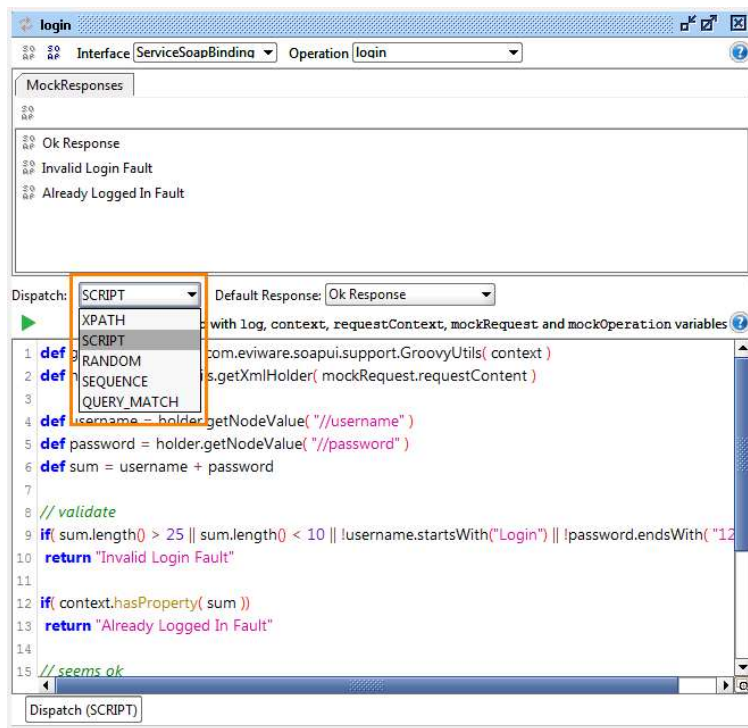 login
Interface ServiceSoapBinding Operation login
MockResponses
Ok Response
Invalid Login Fault
Already Logged In Fault
Dispatch: SCRIPT Default Response: Ok Response
XPATH
SCRIPT
RANDOM
SEQUENCE
QUERY_MATCH
with log, context, requestContext, mockRequest and mockOperation variables
1 def com.eviware.soapui.support.GroovyUtils( context )
2 def .getXmlHolder( mockRequest.requestContent )
3
4 def username = holder.getNodeValue( "//username" )
5 def password = holder.getNodeValue( "//password" )
6 def sum = username + password
7
8 // validate
9 if( sum.length() > 25 || sum.length() < 10 || !username.startsWith("Login") || !password.endsWith( "12
10 return "Invalid Login Fault"
11
12 if( context.hasProperty( sum ))
13 return "Already Logged In Fault"
14
15 // seems ok
Dispatch (SCRIPT)